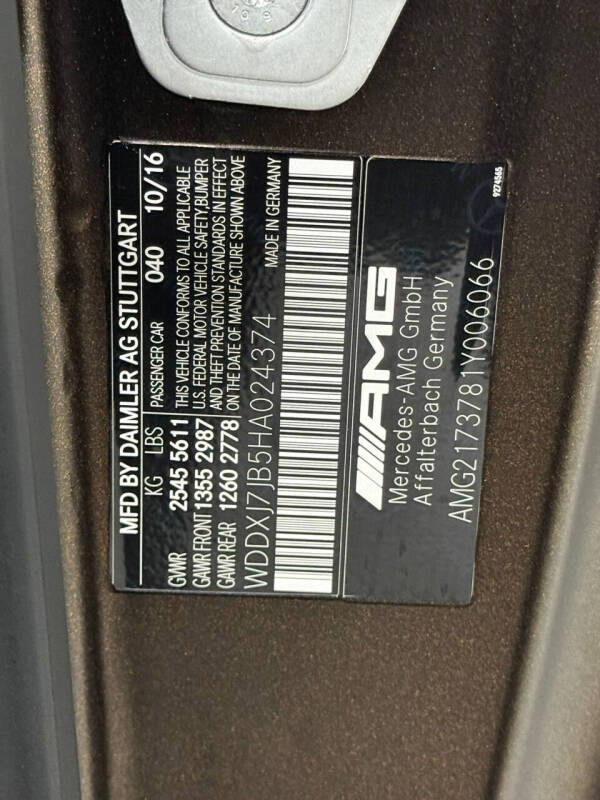 MFD BY DAIMLER AG STUTTGART
KG LBS PASSENGER CAR 040 10/16
GVWR 2545 5611 THIS VEHICLE CONFORMS TO ALL APPLICABLE
U.S. FEDERAL MOTOR VEHICLE SAFETY, BUMPER
GAWR FRONT 1355 2987 AND THEFT PREVENTION STANDARDS IN EFFECT
GAWR REAR 1260 2778 ON THE DATE OF MANUFACTURE SHOWN ABOVE
WDDXJ7JB5HA024374 MADE IN GERMANY
AMG
Mercedes-AMG GmbH
Affalterbach Germany
AMG2173781Y006066
9274565